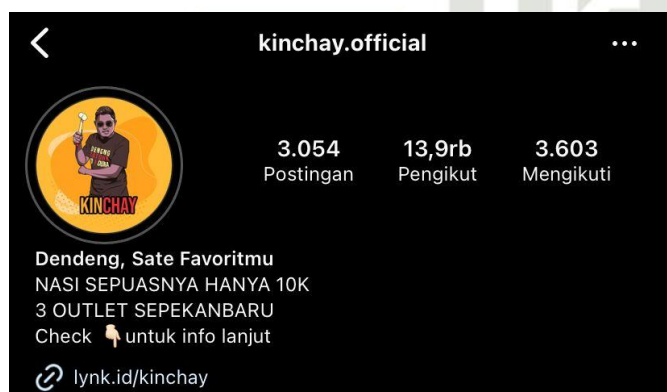 kinchay.official
3.054 13,9rb 3.603
Postingan Pengikut Mengikuti
KINCHAY
Dendeng, Sate Favoritmu
NASI SEPUASNYA HANYA 10K
3 OUTLET SEPEKANBARU
Check 👇🏻 untuk info lanjut
lynk.id/kinchay